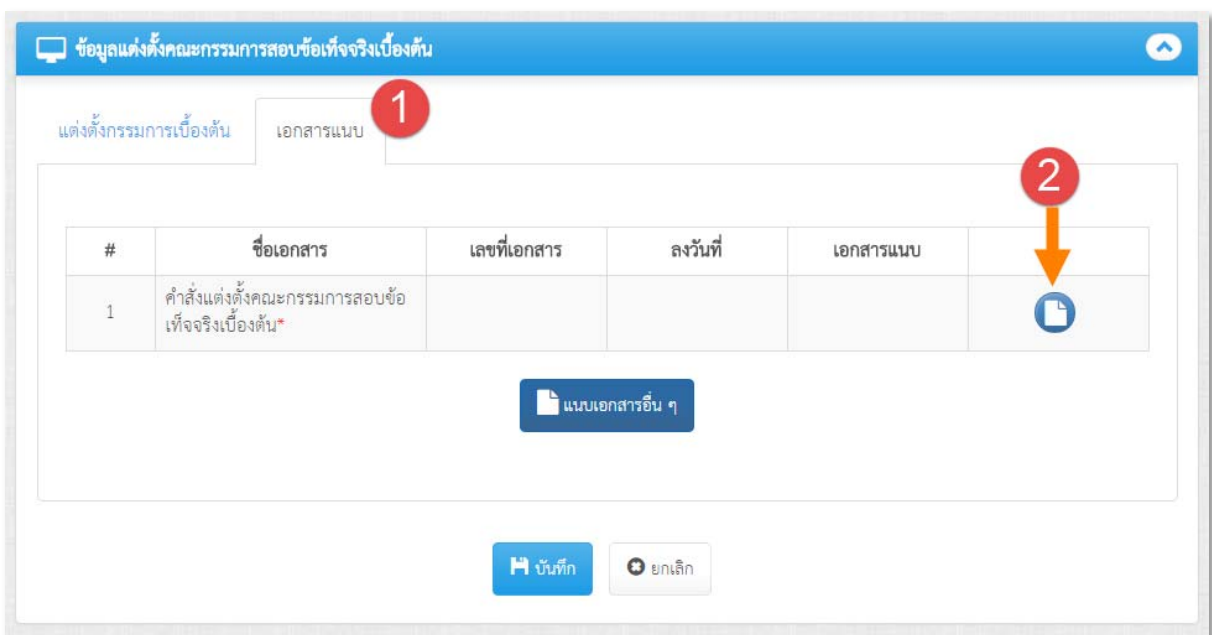 ข้อมูลแต่งตั้งคณะกรรมการสอบข้อเท็จจริงเบื้องต้น
แต่งตั้งกรรมการเบื้องต้น เอกสารแนบ 1
2
# ชื่อเอกสาร เลขที่เอกสาร ลงวันที่ เอกสารแนบ
1 คำสั่งแต่งตั้งคณะกรรมการสอบข้อ
เท็จจริงเบื้องต้น*
แนบเอกสารอื่น ๆ
บันทึก ยกเลิก